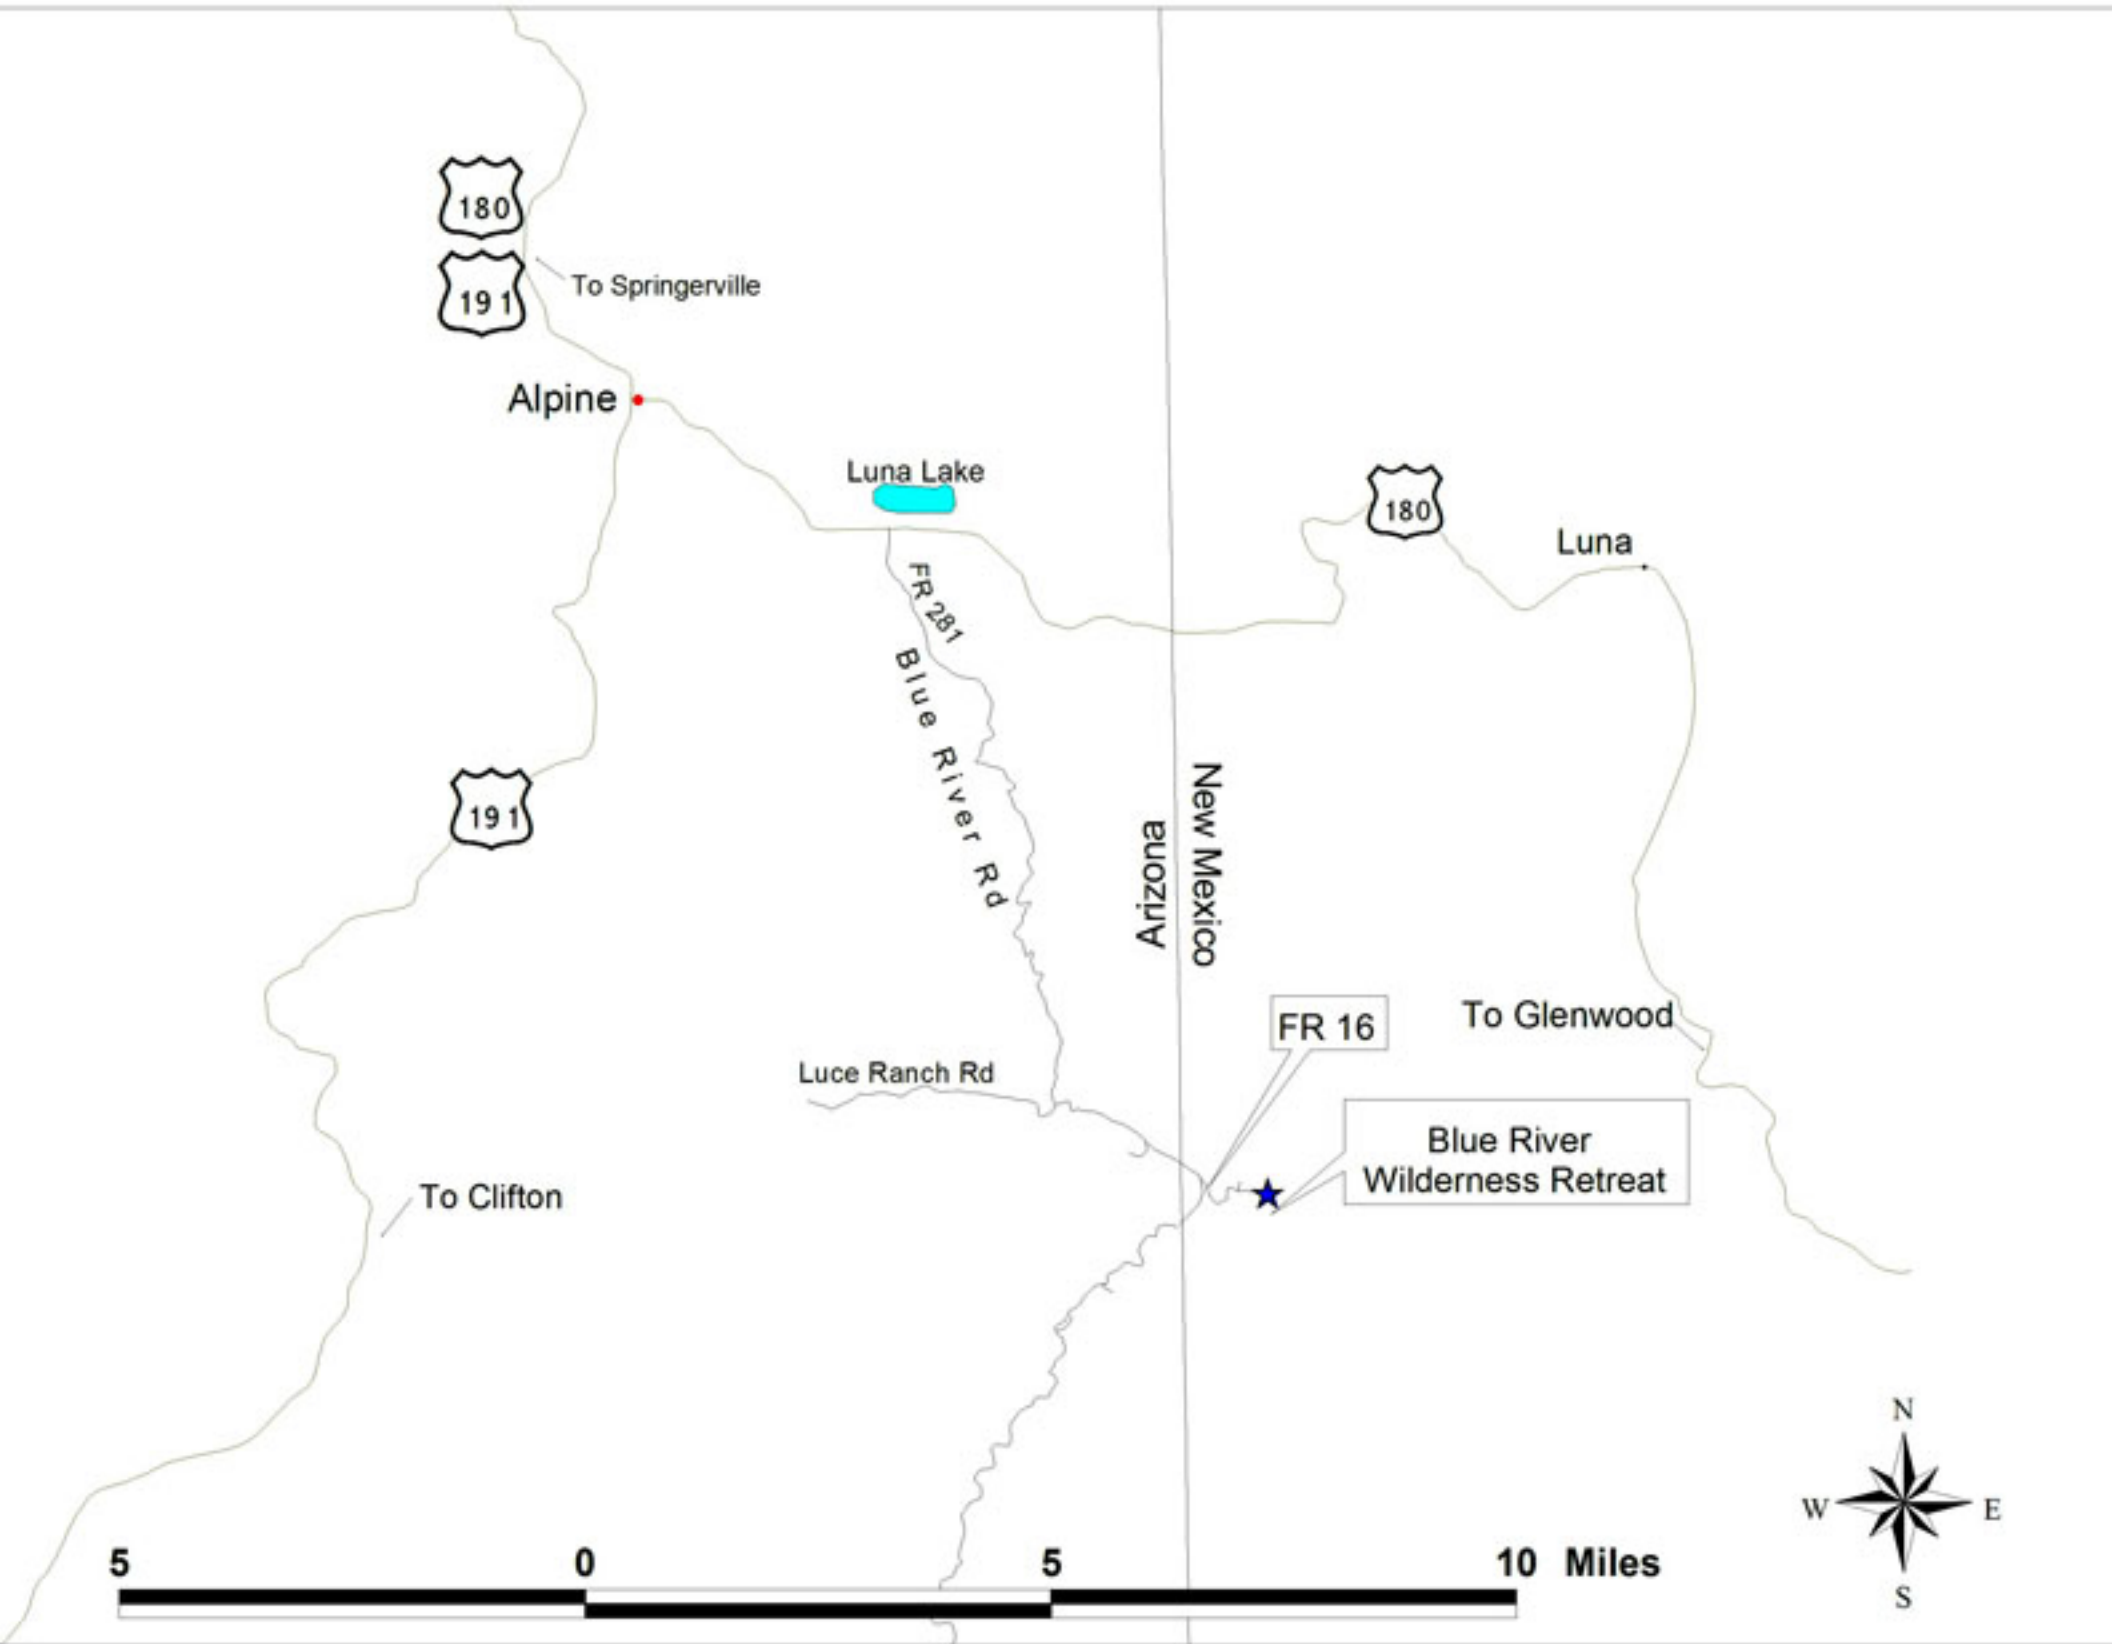 180
191
To Springerville
Alpine
Luna Lake
180
Luna
FR 281
Blue River Rd
191
Arizona
New Mexico
FR 16
To Glenwood
Luce Ranch Rd
Blue River
Wilderness Retreat
To Clifton
N
W E
S
5 0 5 10 Miles